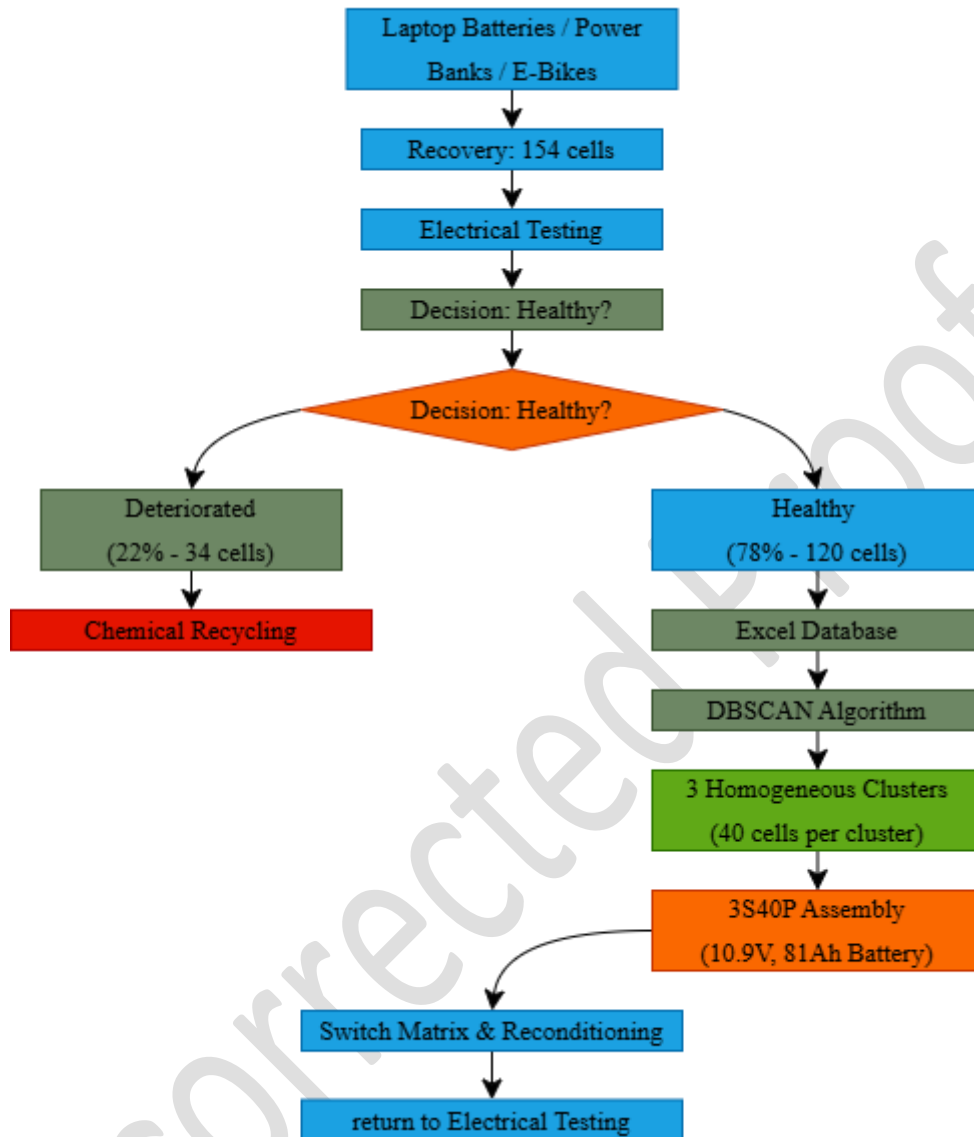 Laptop Batteries / Power
Banks / E-Bikes
Recovery: 154 cells
Electrical Testing
Decision: Healthy?
Decision: Healthy?
Deteriorated
(22% - 34 cells)
Chemical Recycling
Healthy
(78% - 120 cells)
Excel Database
DBSCAN Algorithm
3 Homogeneous Clusters
(40 cells per cluster)
3S40P Assembly
(10.9V, 81Ah Battery)
Switch Matrix & Reconditioning
return to Electrical Testing
corrected Proof